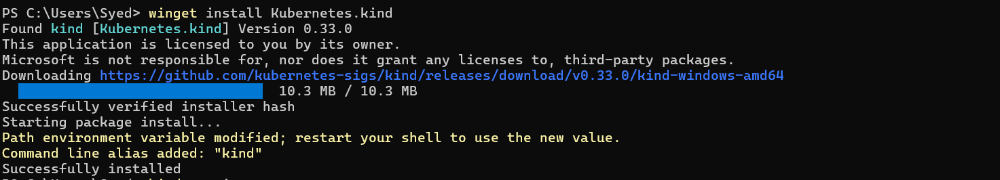 PS C:\Users\Syed> winget install Kubernetes.kind
Found kind [Kubernetes.kind] Version 0.33.0
This application is licensed to you by its owner.
Microsoft is not responsible for, nor does it grant any licenses to, third-party packages.
Downloading https://github.com/kubernetes-sigs/kind/releases/download/v0.33.0/kind-windows-amd64
10.3 MB / 10.3 MB
Successfully verified installer hash
Starting package install...
Path environment variable modified; restart your shell to use the new value.
Command line alias added: "kind"
Successfully installed